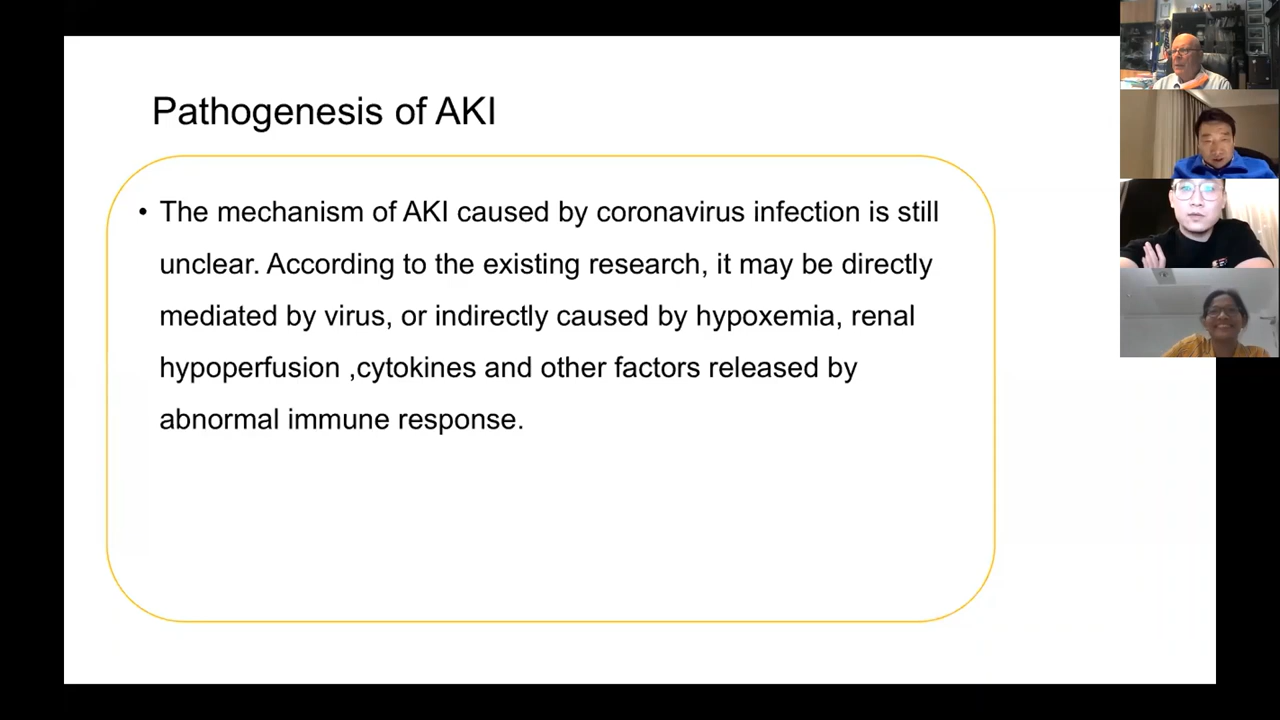 Pathogenesis of AKI
• The mechanism of AKI caused by coronavirus infection is still
unclear. According to the existing research, it may be directly
mediated by virus, or indirectly caused by hypoxemia, renal
hypoperfusion ,cytokines and other factors released by
abnormal immune response.